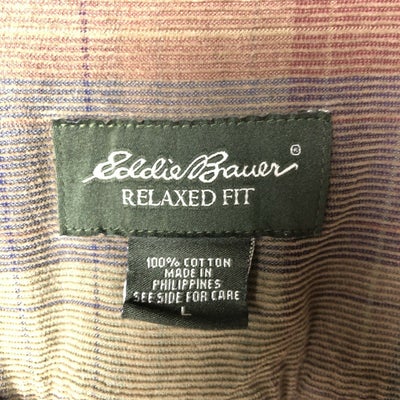 Eddie Bauer ®
RELAXED FIT
100% COTTON
MADE IN
PHILIPPINES
SEE SIDE FOR CARE
L